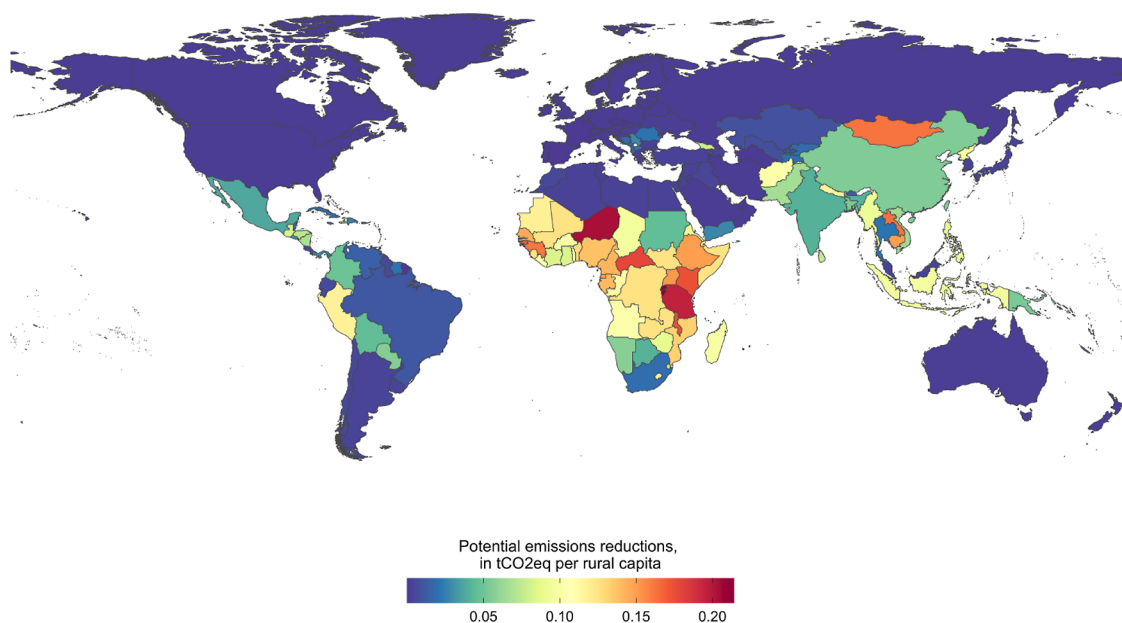 Potential emissions reductions,
in tCO2eq per rural capita
0.05 0.10 0.15 0.20